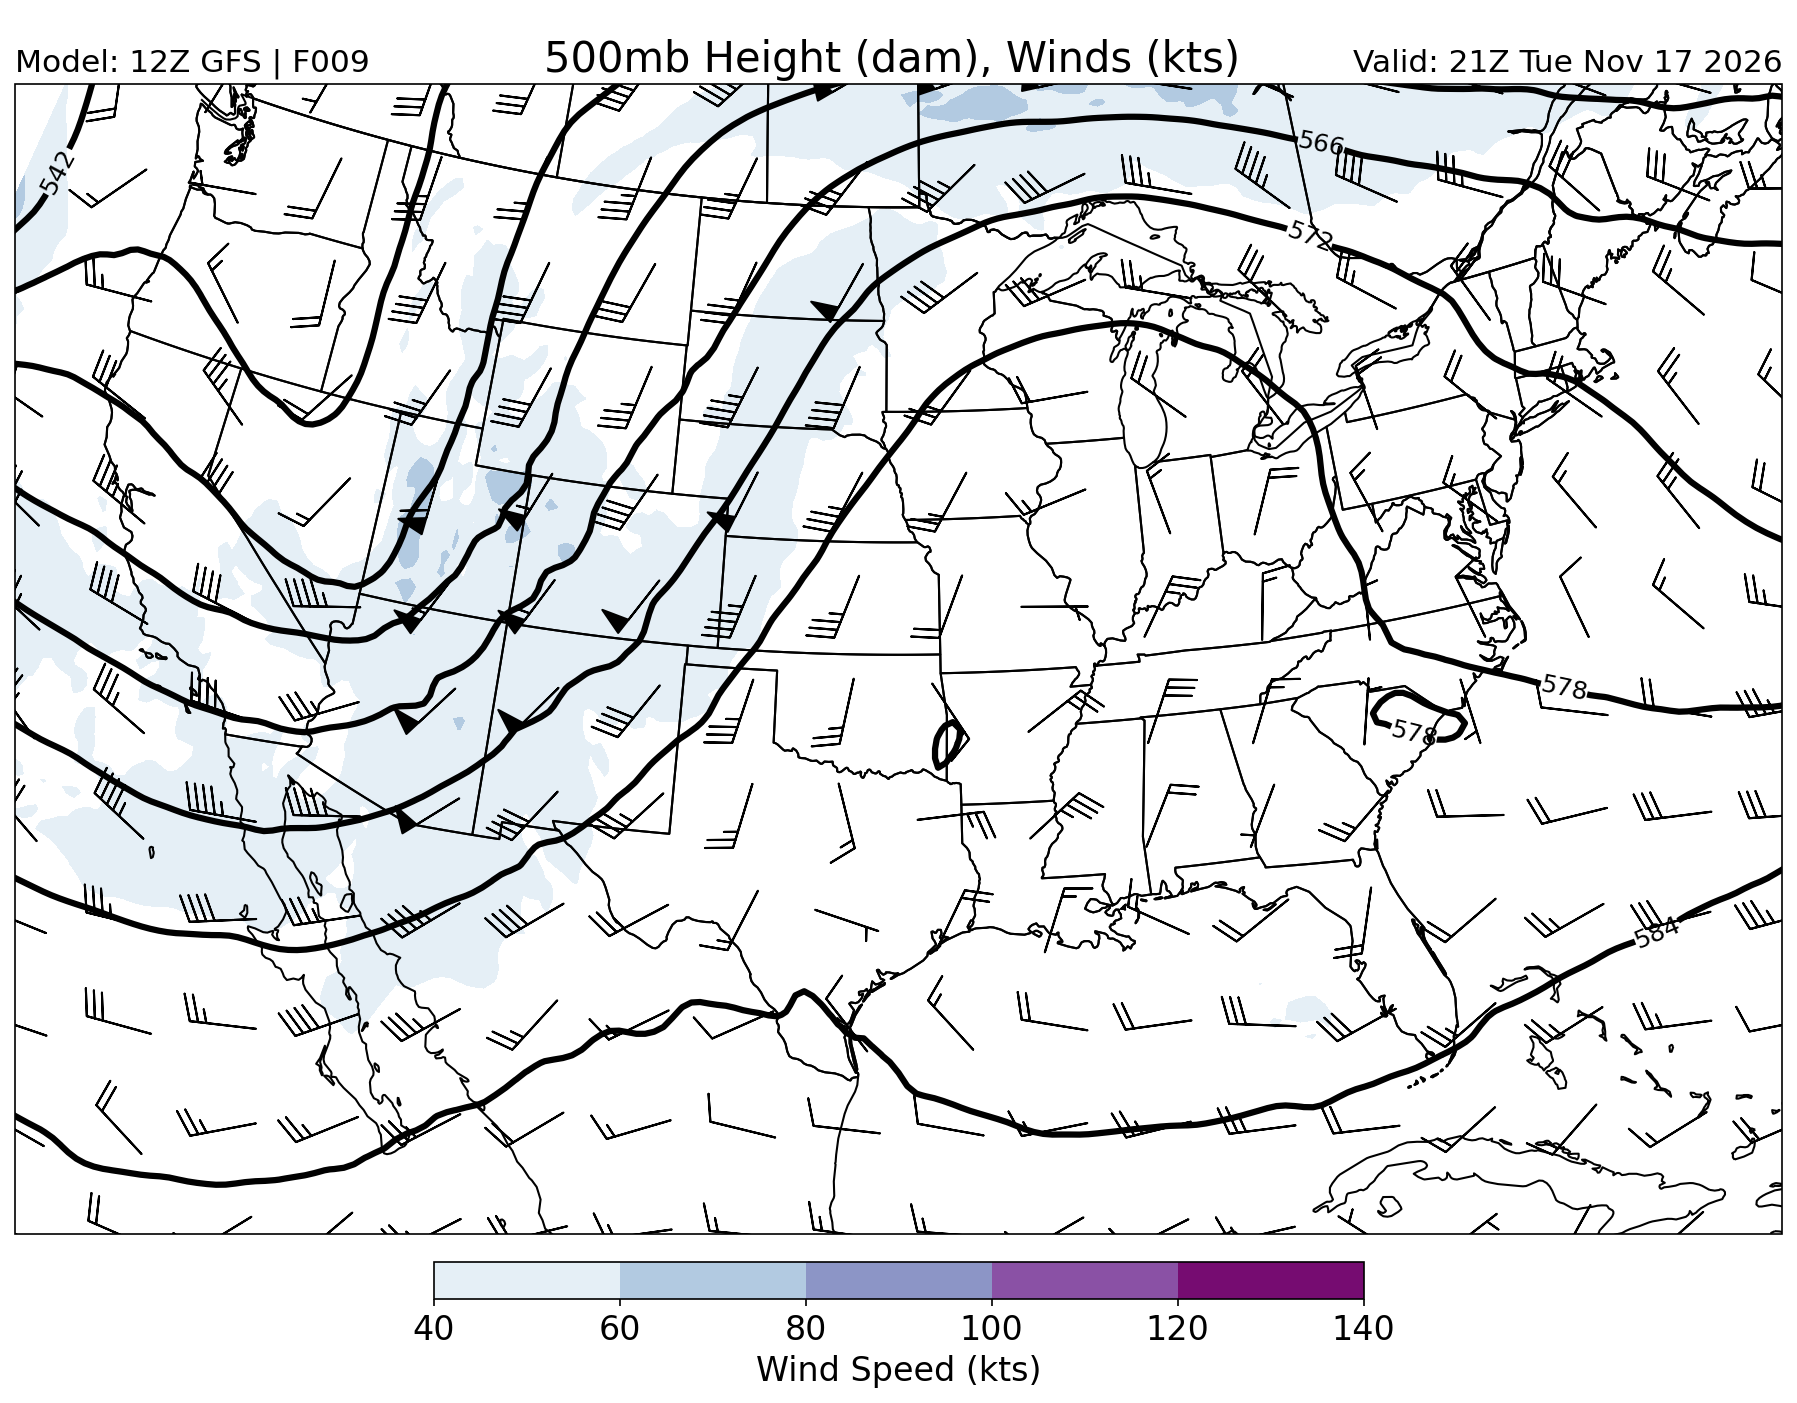 Model: 12Z GFS | F009
500mb Height (dam), Winds (kts)
Valid: 21Z Tue Nov 17 2026
542
566
572
578
578
584
40 60 80 100 120 140
Wind Speed (kts)